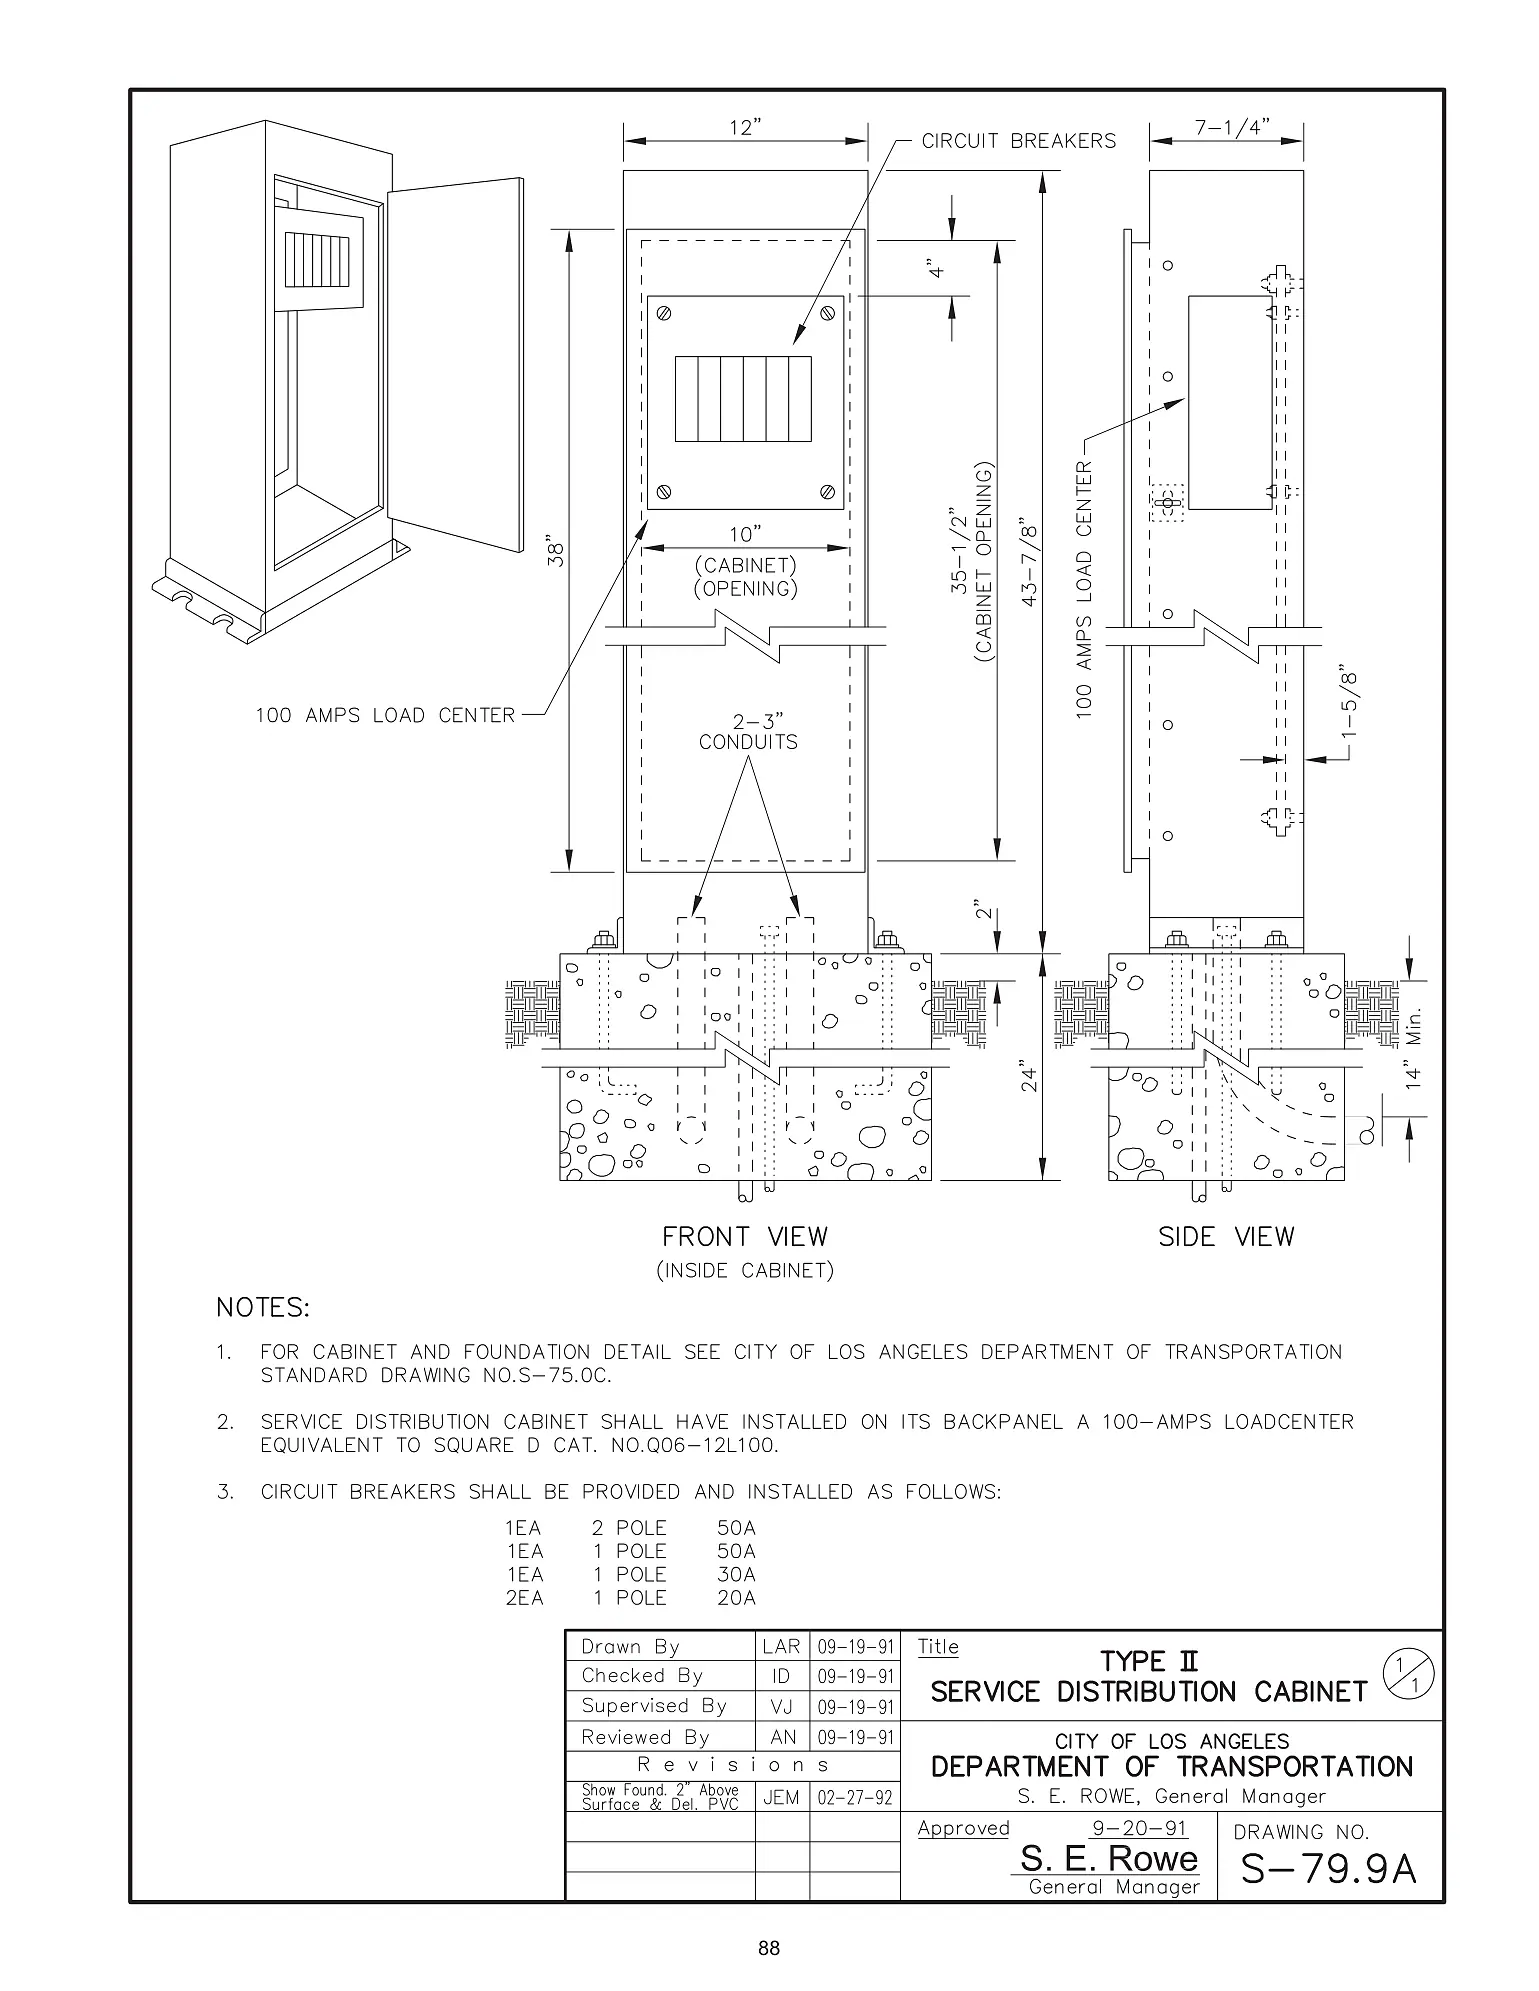 12”
CIRCUIT BREAKERS
7–1/4”
4”
38”
10”
(CABINET)
(OPENING)
35–1/2”
(CABINET OPENING)
43–7/8”
100 AMPS LOAD CENTER
100 AMPS LOAD CENTER
1–5/8”
2–3”
CONDUITS
2”
24”
14” Min.
FRONT VIEW
(INSIDE CABINET)
SIDE VIEW
NOTES:
1. FOR CABINET AND FOUNDATION DETAIL SEE CITY OF LOS ANGELES DEPARTMENT OF TRANSPORTATION
STANDARD DRAWING NO.S–75.0C.
2. SERVICE DISTRIBUTION CABINET SHALL HAVE INSTALLED ON ITS BACKPANEL A 100–AMPS LOADCENTER
EQUIVALENT TO SQUARE D CAT. NO.Q06–12L100.
3. CIRCUIT BREAKERS SHALL BE PROVIDED AND INSTALLED AS FOLLOWS:
1EA 2 POLE 50A
1EA 1 POLE 50A
1EA 1 POLE 30A
2EA 1 POLE 20A
Drawn By LAR 09–19–91
Checked By ID 09–19–91
Supervised By VJ 09–19–91
Reviewed By AN 09–19–91
Revisions
Show Found. 2” Above
Surface & Del. PVC JEM 02–27–92
Title
TYPE II
SERVICE DISTRIBUTION CABINET
1/1
CITY OF LOS ANGELES
DEPARTMENT OF TRANSPORTATION
S. E. ROWE, General Manager
Approved 9–20–91
S. E. Rowe
General Manager
DRAWING NO.
S–79.9A
88